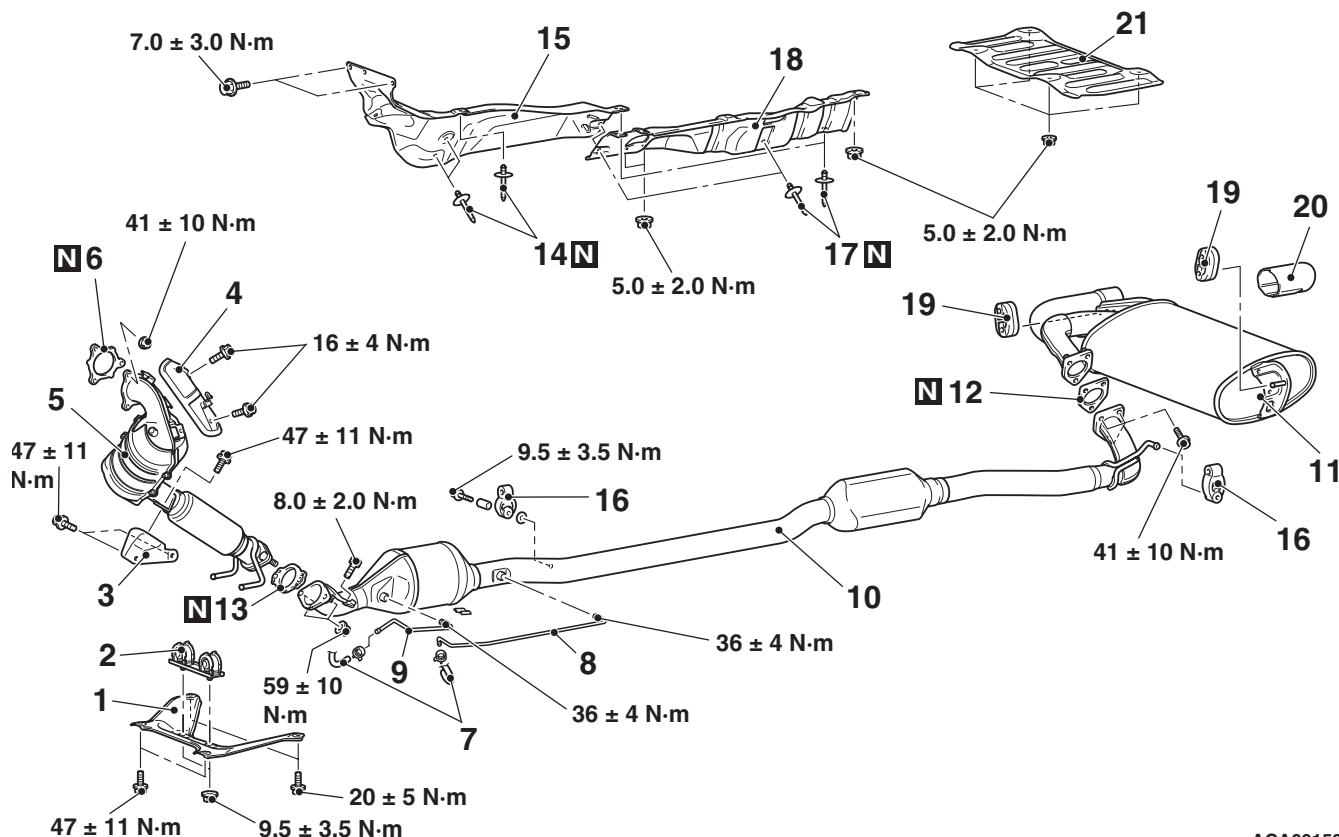 7.0 ± 3.0 N·m
15
18
21
41 ± 10 N·m
N 6
4
14 N
5.0 ± 2.0 N·m
17 N
5.0 ± 2.0 N·m
19
20
19
16 ± 4 N·m
5
47 ± 11 N·m
47 ± 11
N·m
9.5 ± 3.5 N·m
16
8.0 ± 2.0 N·m
N 12
11
16
41 ± 10 N·m
3
N 13
10
2
1
59 ± 10
N·m
9
8
7
36 ± 4 N·m
36 ± 4 N·m
20 ± 5 N·m
47 ± 11 N·m
9.5 ± 3.5 N·m